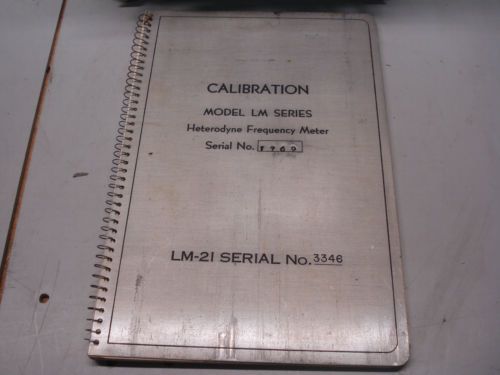 CALIBRATION
MODEL LM SERIES
Heterodyne Frequency Meter
Serial No.
LM-21 SERIAL No. 3346